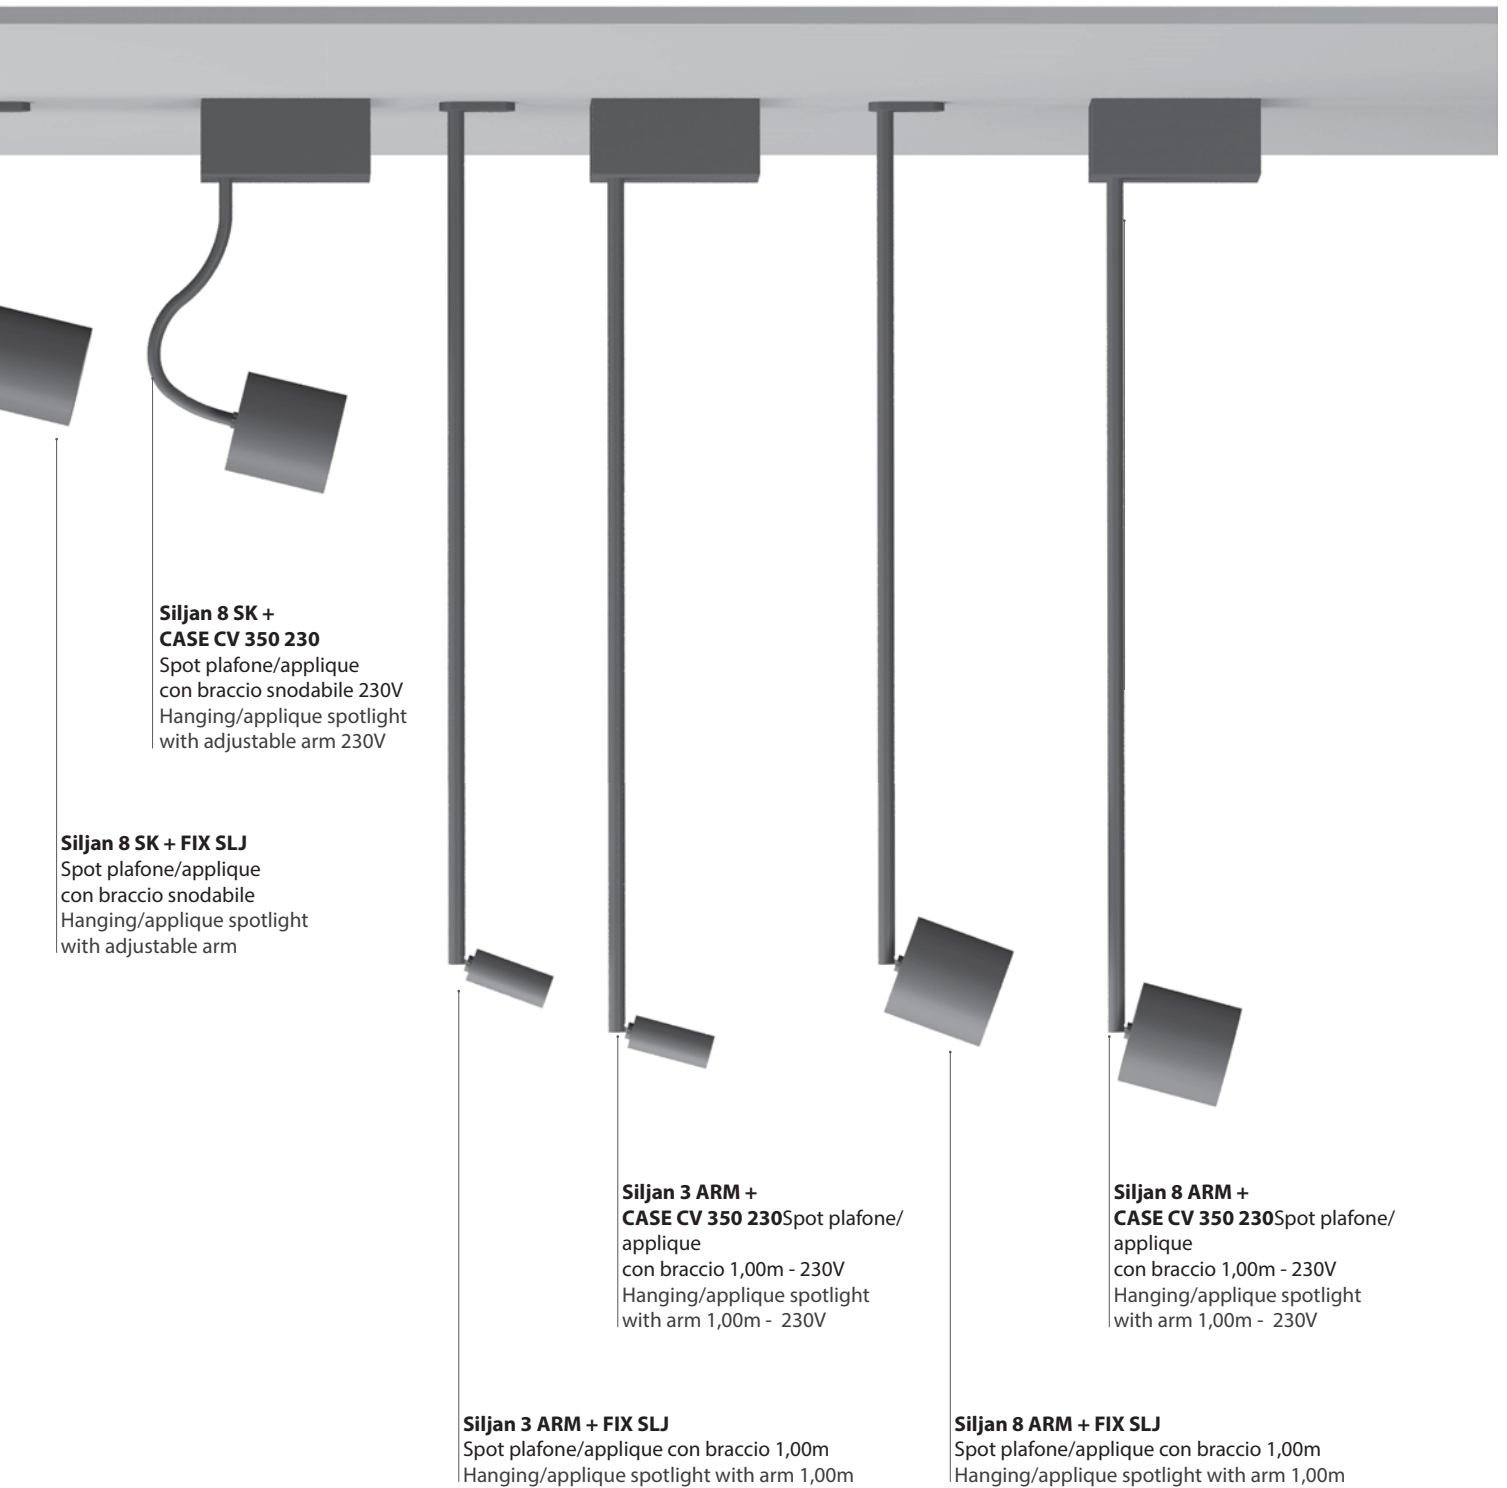 Siljan 8 SK +
CASE CV 350 230
Spot plafone/applique
con braccio snodabile 230V
Hanging/applique spotlight
with adjustable arm 230V
Siljan 8 SK + FIX SLJ
Spot plafone/applique
con braccio snodabile
Hanging/applique spotlight
with adjustable arm
Siljan 3 ARM +
CASE CV 350 230Spot plafone/
applique
con braccio 1,00m - 230V
Hanging/applique spotlight
with arm 1,00m -  230V
Siljan 8 ARM +
CASE CV 350 230Spot plafone/
applique
con braccio 1,00m - 230V
Hanging/applique spotlight
with arm 1,00m -  230V
Siljan 3 ARM + FIX SLJ
Spot plafone/applique con braccio 1,00m
Hanging/applique spotlight with arm 1,00m
Siljan 8 ARM + FIX SLJ
Spot plafone/applique con braccio 1,00m
Hanging/applique spotlight with arm 1,00m